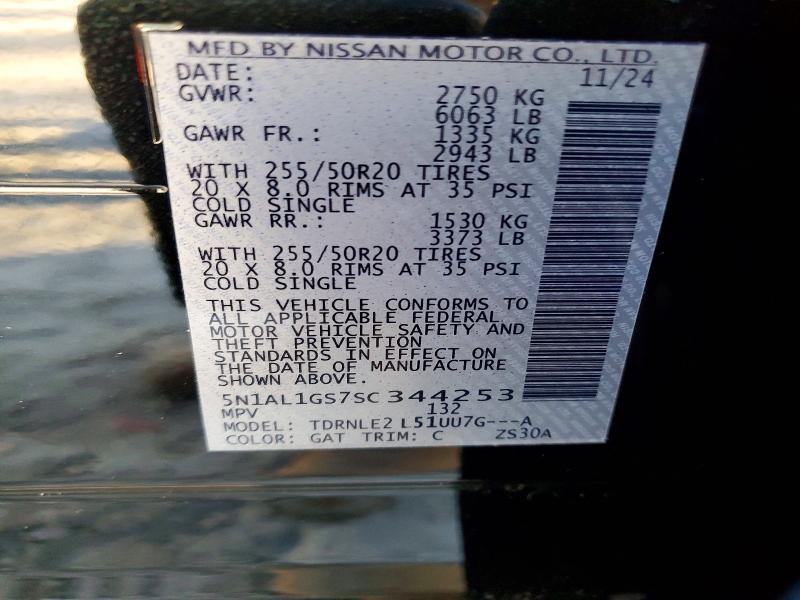 MFD BY NISSAN MOTOR CO., LTD.
DATE: 11/24
GVWR: 2750 KG
6063 LB
GAWR FR.: 1335 KG
2943 LB
WITH 255/50R20 TIRES
20 X 8.0 RIMS AT 35 PSI
COLD SINGLE
GAWR RR.: 1530 KG
3373 LB
WITH 255/50R20 TIRES
20 X 8.0 RIMS AT 35 PSI
COLD SINGLE
THIS VEHICLE CONFORMS TO
ALL APPLICABLE FEDERAL
MOTOR VEHICLE SAFETY AND
THEFT PREVENTION
STANDARDS IN EFFECT ON
THE DATE OF MANUFACTURE
SHOWN ABOVE.
5N1AL1GS7SC344253
MPV 132
MODEL: TDRNLE2 L51UU7G---A
COLOR: GAT TRIM: C ZS30A